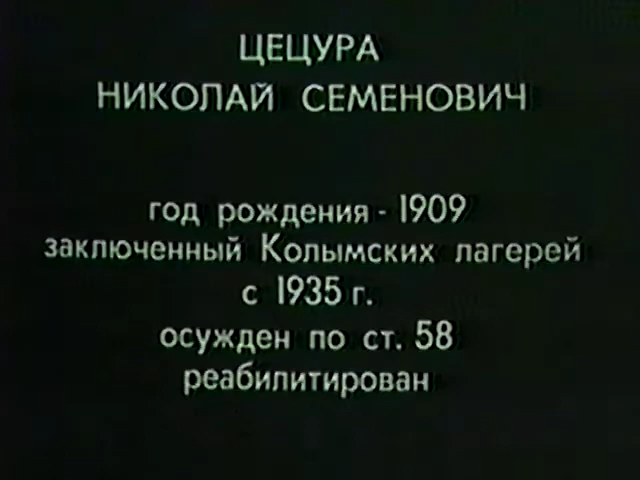 ЦЕЦУРА
НИКОЛАЙ СЕМЕНОВИЧ
год рождения - 1909
заключенный Колымских лагерей
с 1935 г.
осужден по ст. 58
реабилитирован